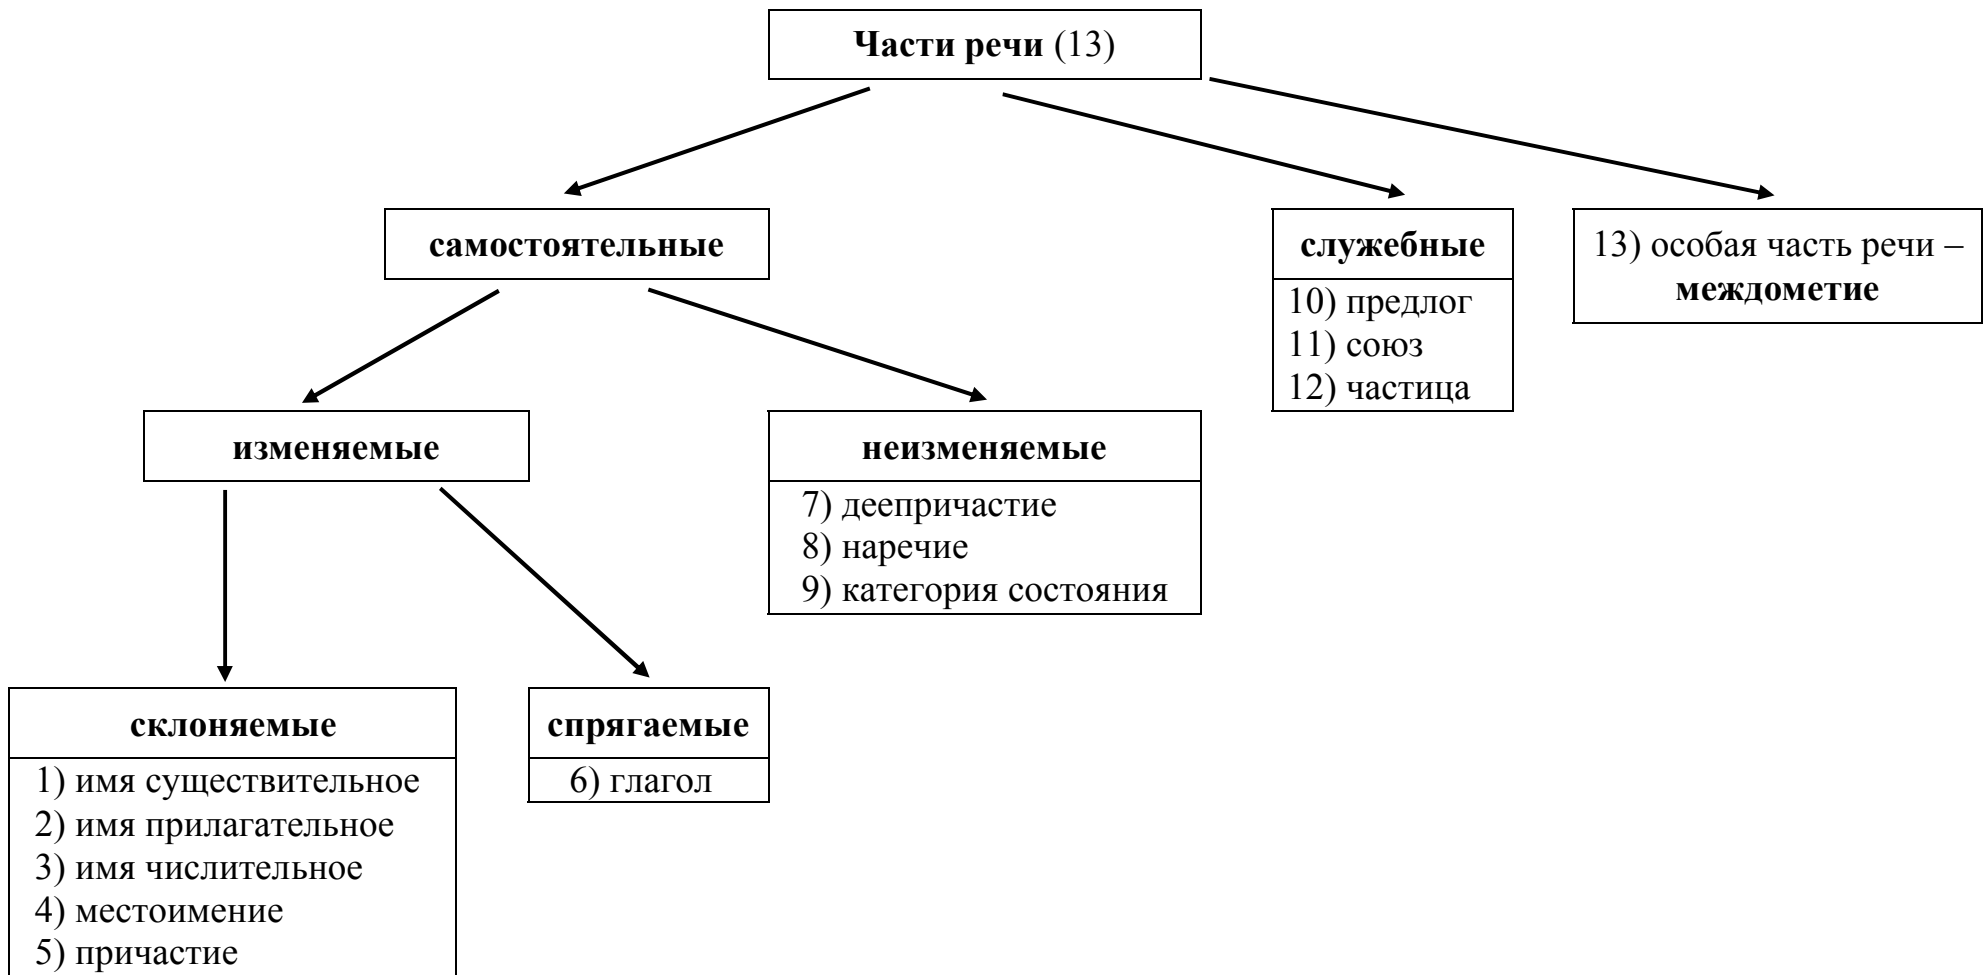 Части речи (13)
самостоятельные
служебные
10) предлог
11) союз
12) частица
13) особая часть речи –
междометие
изменяемые
неизменяемые
7) деепричастие
8) наречие
9) категория состояния
склоняемые
1) имя существительное
2) имя прилагательное
3) имя числительное
4) местоимение
5) причастие
спрягаемые
6) глагол